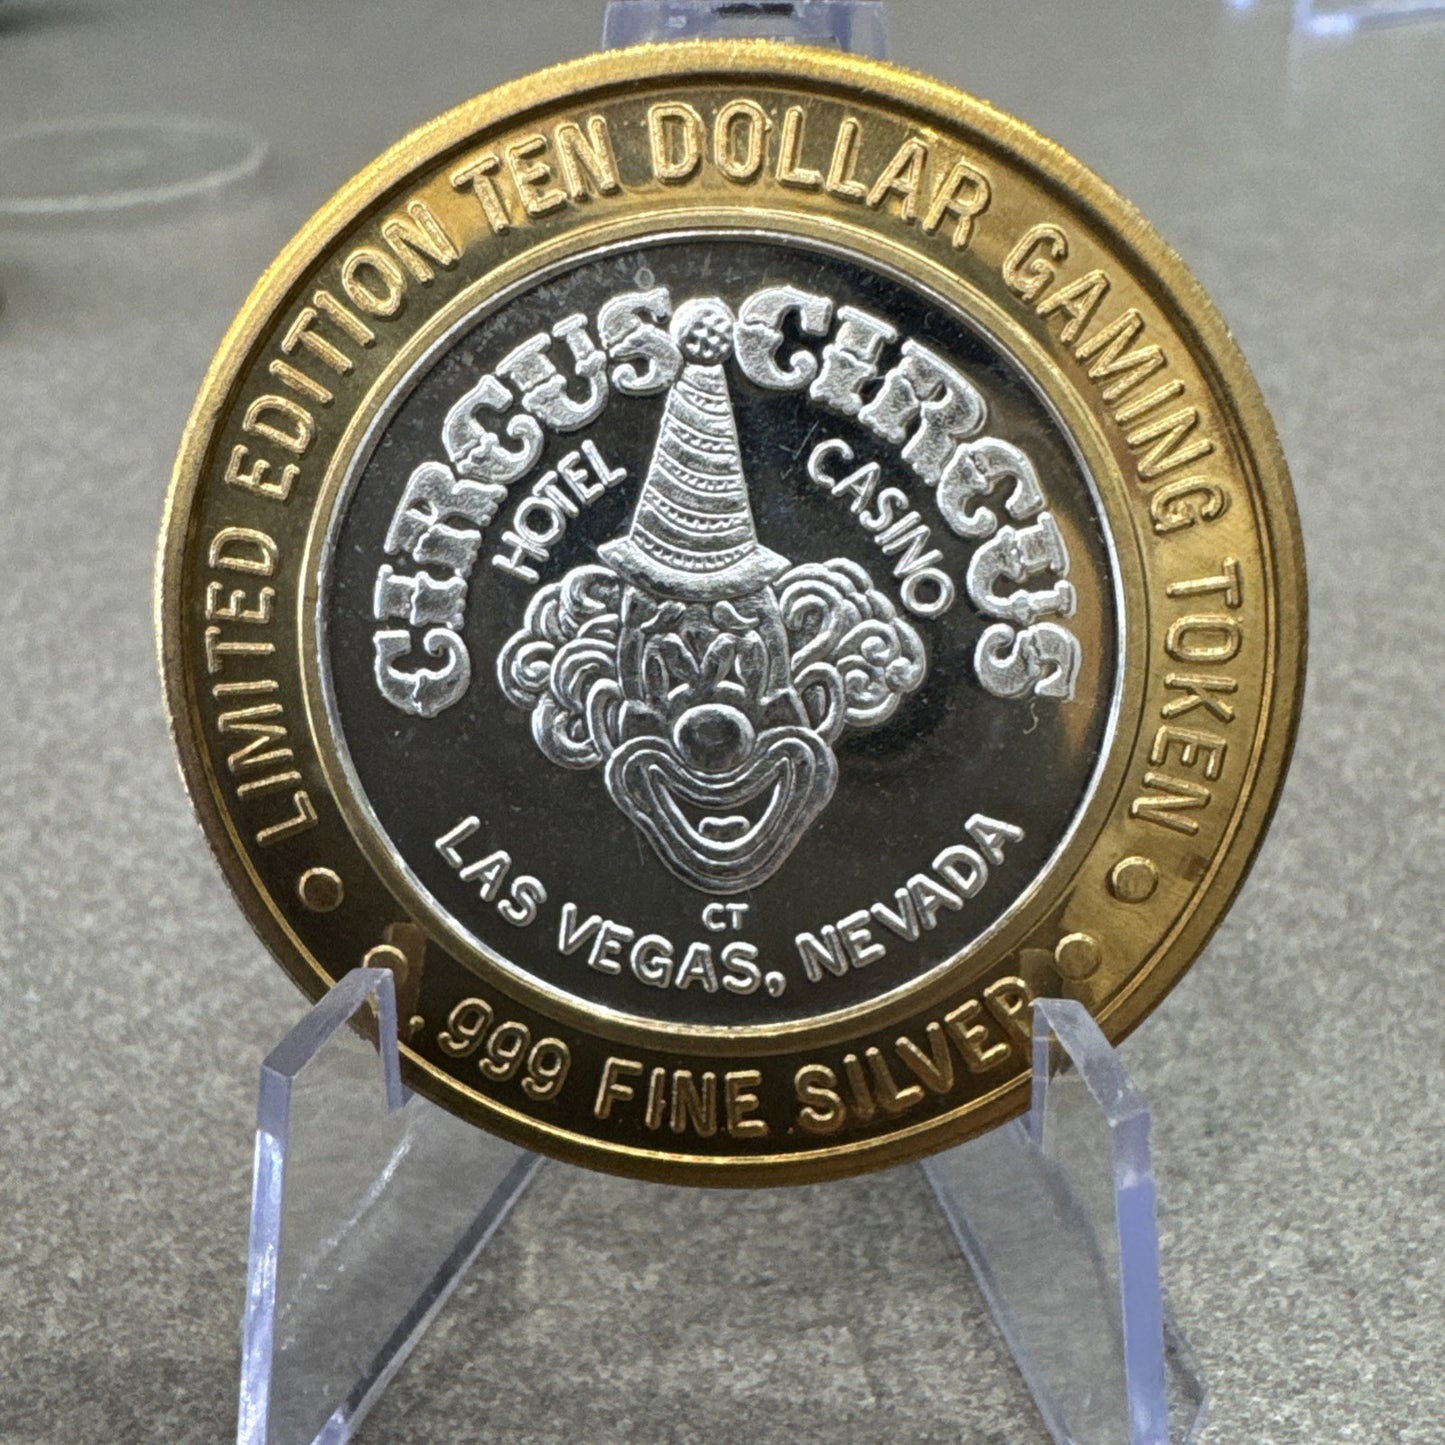 LIMITED EDITION TEN DOLLAR GAMING TOKEN
CIRCUS CIRCUS
HOTEL CASINO
CT
LAS VEGAS, NEVADA
.999 FINE SILVER